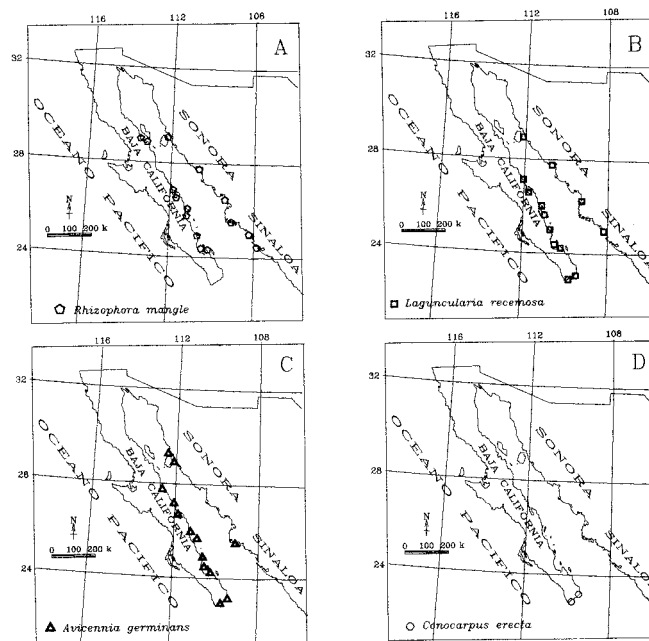 112
108
A
32
28
24
OCEANO
PACIFICO
BAJA
CALIFORNIA
SONORA
SINALOA
N
0 100 200 k
Rhizophora mangle
112
108
B
32
28
24
OCEANO
PACIFICO
BAJA
CALIFORNIA
SONORA
SINALOA
N
0 100 200 k
Laguncularia recemosa
116
112
108
C
32
28
24
OCEANO
PACIFICO
BAJA
CALIFORNIA
SONORA
SINALOA
N
0 100 200 k
Avicennia germinans
116
112
108
D
32
28
24
OCEANO
PACIFICO
BAJA
CALIFORNIA
SONORA
SINALOA
N
0 100 200 k
Conocarpus erecta